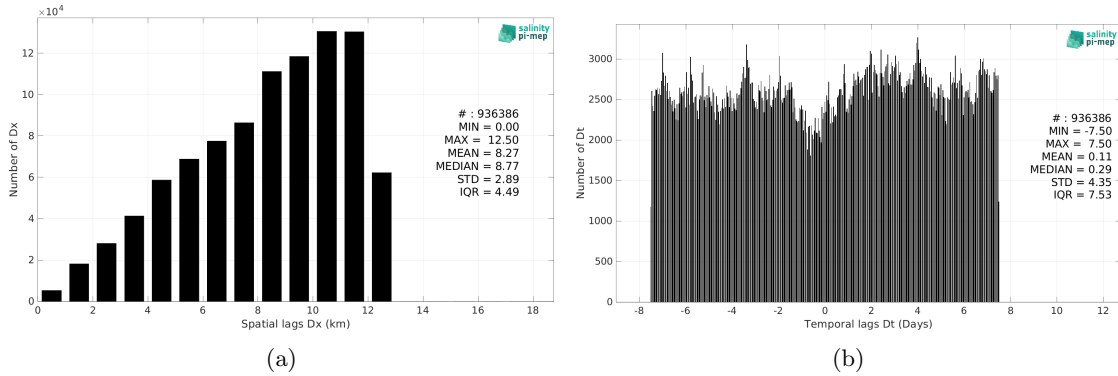 ×10⁴
12
10
8
6
4
2
0
Number of Dx
0 2 4 6 8 10 12 14 16 18
Spatial lags Dx (km)
salinity
pi-mep
# : 936386
MIN = 0.00
MAX = 12.50
MEAN = 8.27
MEDIAN = 8.77
STD = 2.89
IQR = 4.49
(a)
3000
2500
2000
1500
1000
500
0
Number of Dt
-8 -6 -4 -2 0 2 4 6 8 10 12
Temporal lags Dt (Days)
salinity
pi-mep
# : 936386
MIN = -7.50
MAX = 7.50
MEAN = 0.11
MEDIAN = 0.29
STD = 4.35
IQR = 7.53
(b)